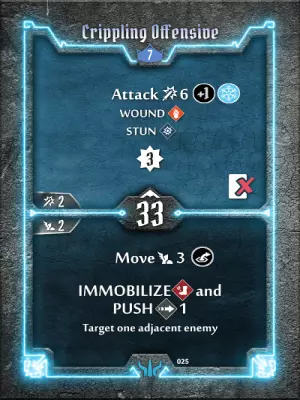 Crippling Offensive
7
Attack 6 +1
WOUND
STUN
3
2
33
2
Move 3
IMMOBILIZE and
PUSH 1
Target one adjacent enemy
025